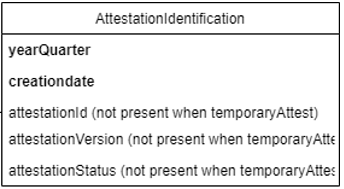 AttestationIdentification
yearQuarter
creationdate
attestationId (not present when temporaryAttest)
attestationVersion (not present when temporaryAtte
attestationStatus (not present when temporaryAttes